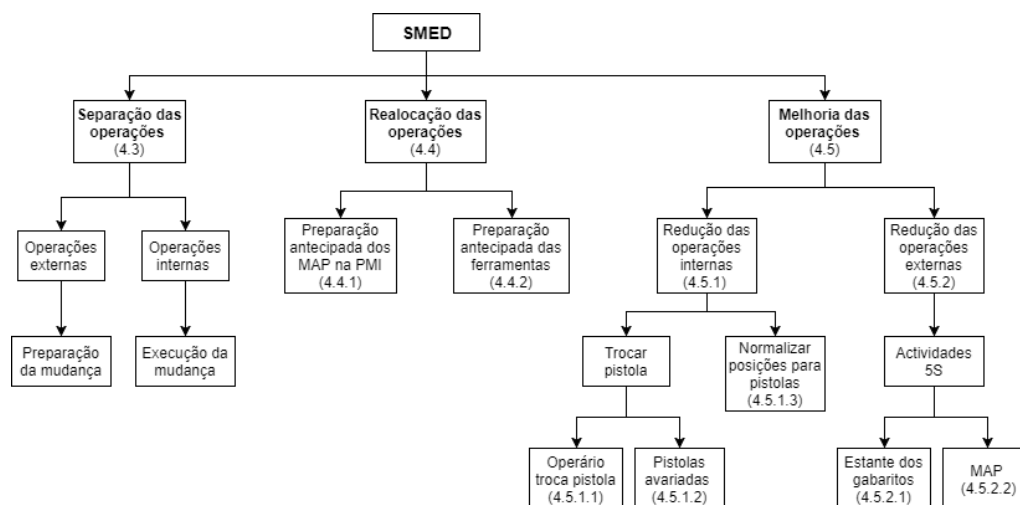 SMED
Separação das
operações
(4.3)
Realocação das
operações
(4.4)
Melhoria das
operações
(4.5)
Operações
externas
Operações
internas
Preparação
antecipada dos
MAP na PMI
(4.4.1)
Preparação
antecipada das
ferramentas
(4.4.2)
Redução das
operações
internas
(4.5.1)
Redução das
operações
externas
(4.5.2)
Preparação
da mudança
Execução da
mudança
Trocar
pistola
Normalizar
posições para
pistolas
(4.5.1.3)
Actividades
5S
Operário
troca pistola
(4.5.1.1)
Pistolas
avariadas
(4.5.1.2)
Estante dos
gabaritos
(4.5.2.1)
MAP
(4.5.2.2)